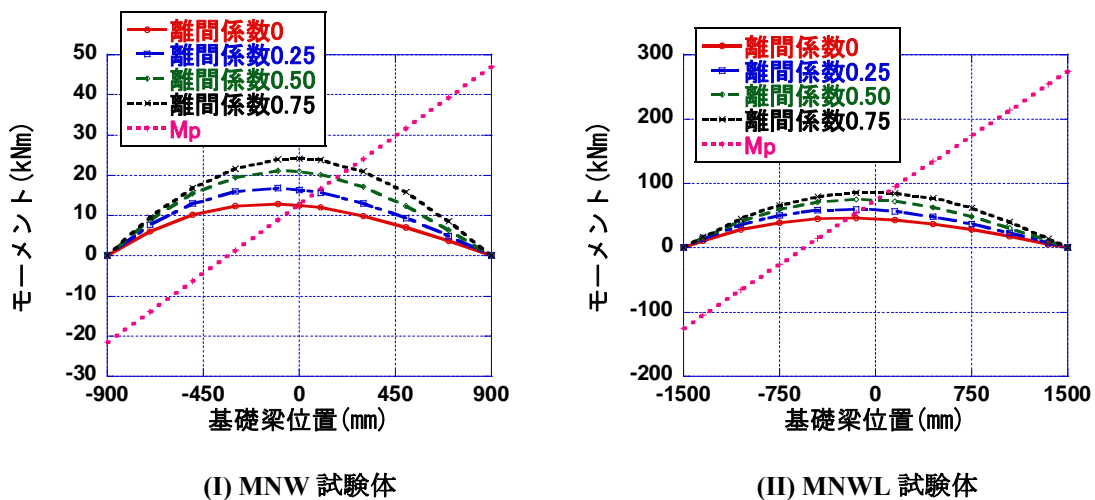 離間係数0
離間係数0.25
離間係数0.50
離間係数0.75
Mp
50
40
30
20
10
0
-10
-20
-30
モーメント(kNm)
-900 -450 0 450 900
基礎梁位置(㎜)
(I) MNW 試験体
離間係数0
離間係数0.25
離間係数0.50
離間係数0.75
Mp
300
200
100
0
-100
-200
モーメント(kNm)
-1500 -750 0 750 1500
基礎梁位置(㎜)
(II) MNWL 試験体